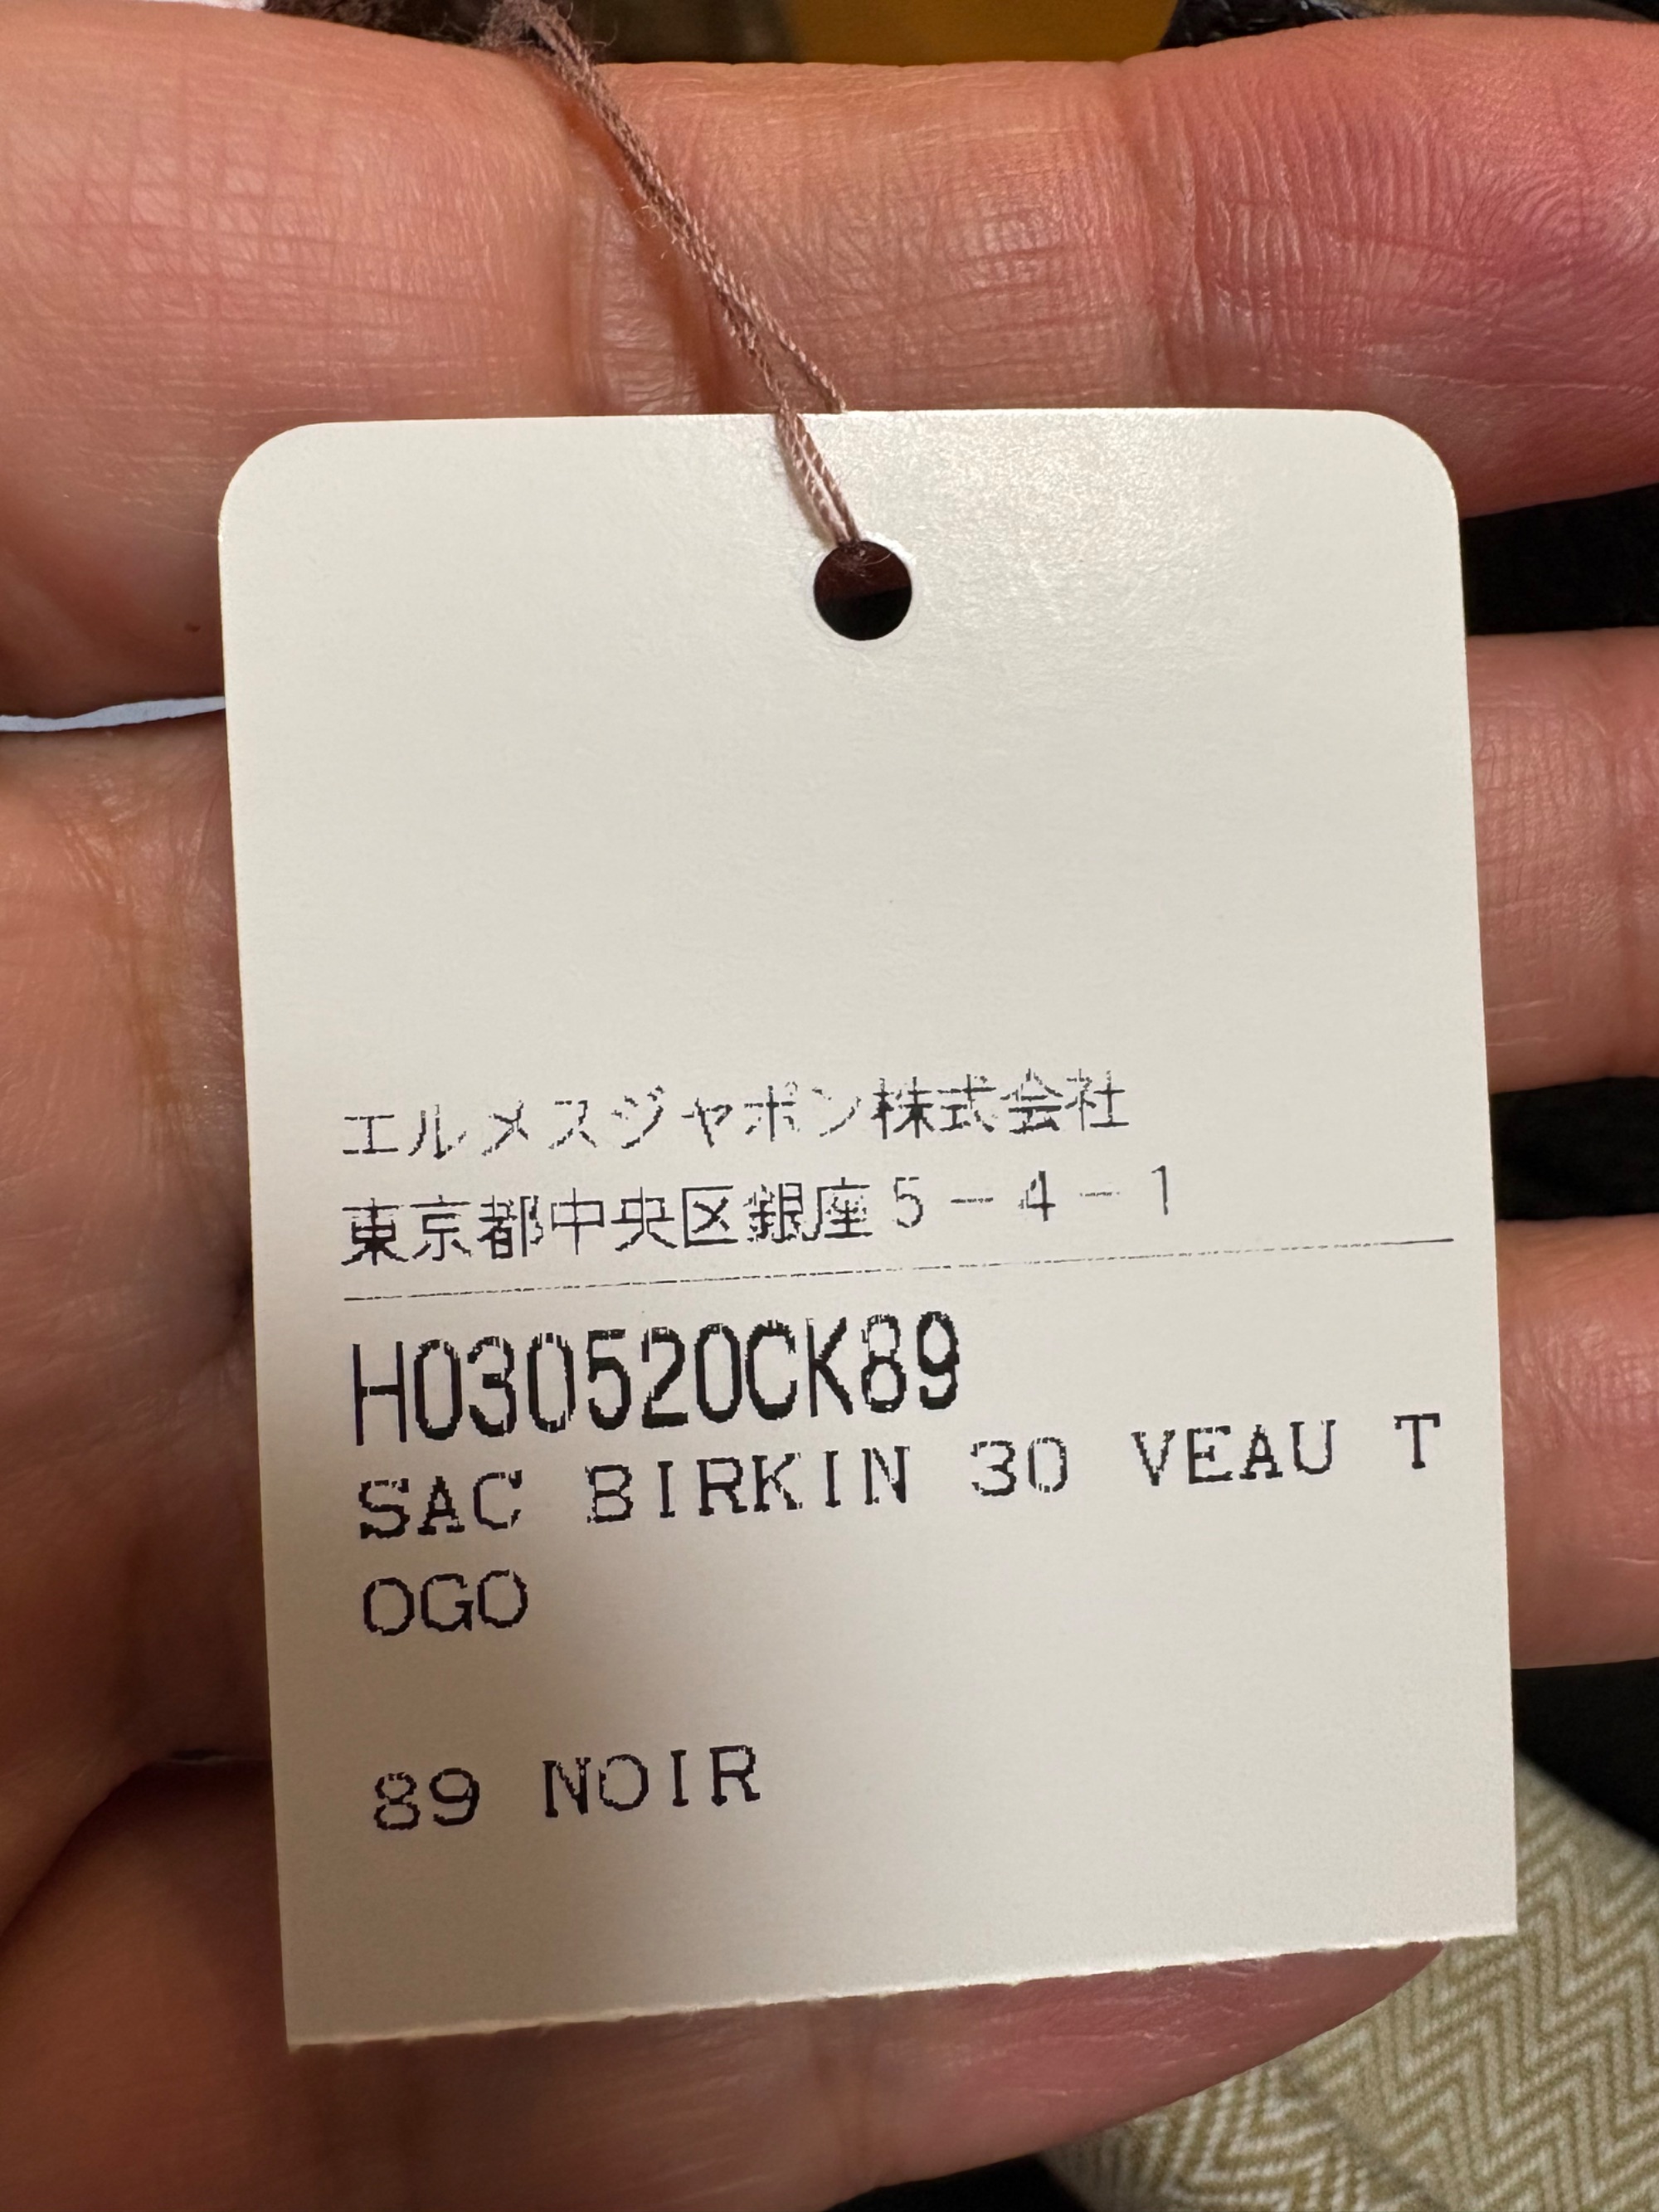 エルメスジャポン株式会社
東京都中央区銀座5-4-1
H030520CK89
SAC BIRKIN 30 VEAU T
OGO
89 NOIR